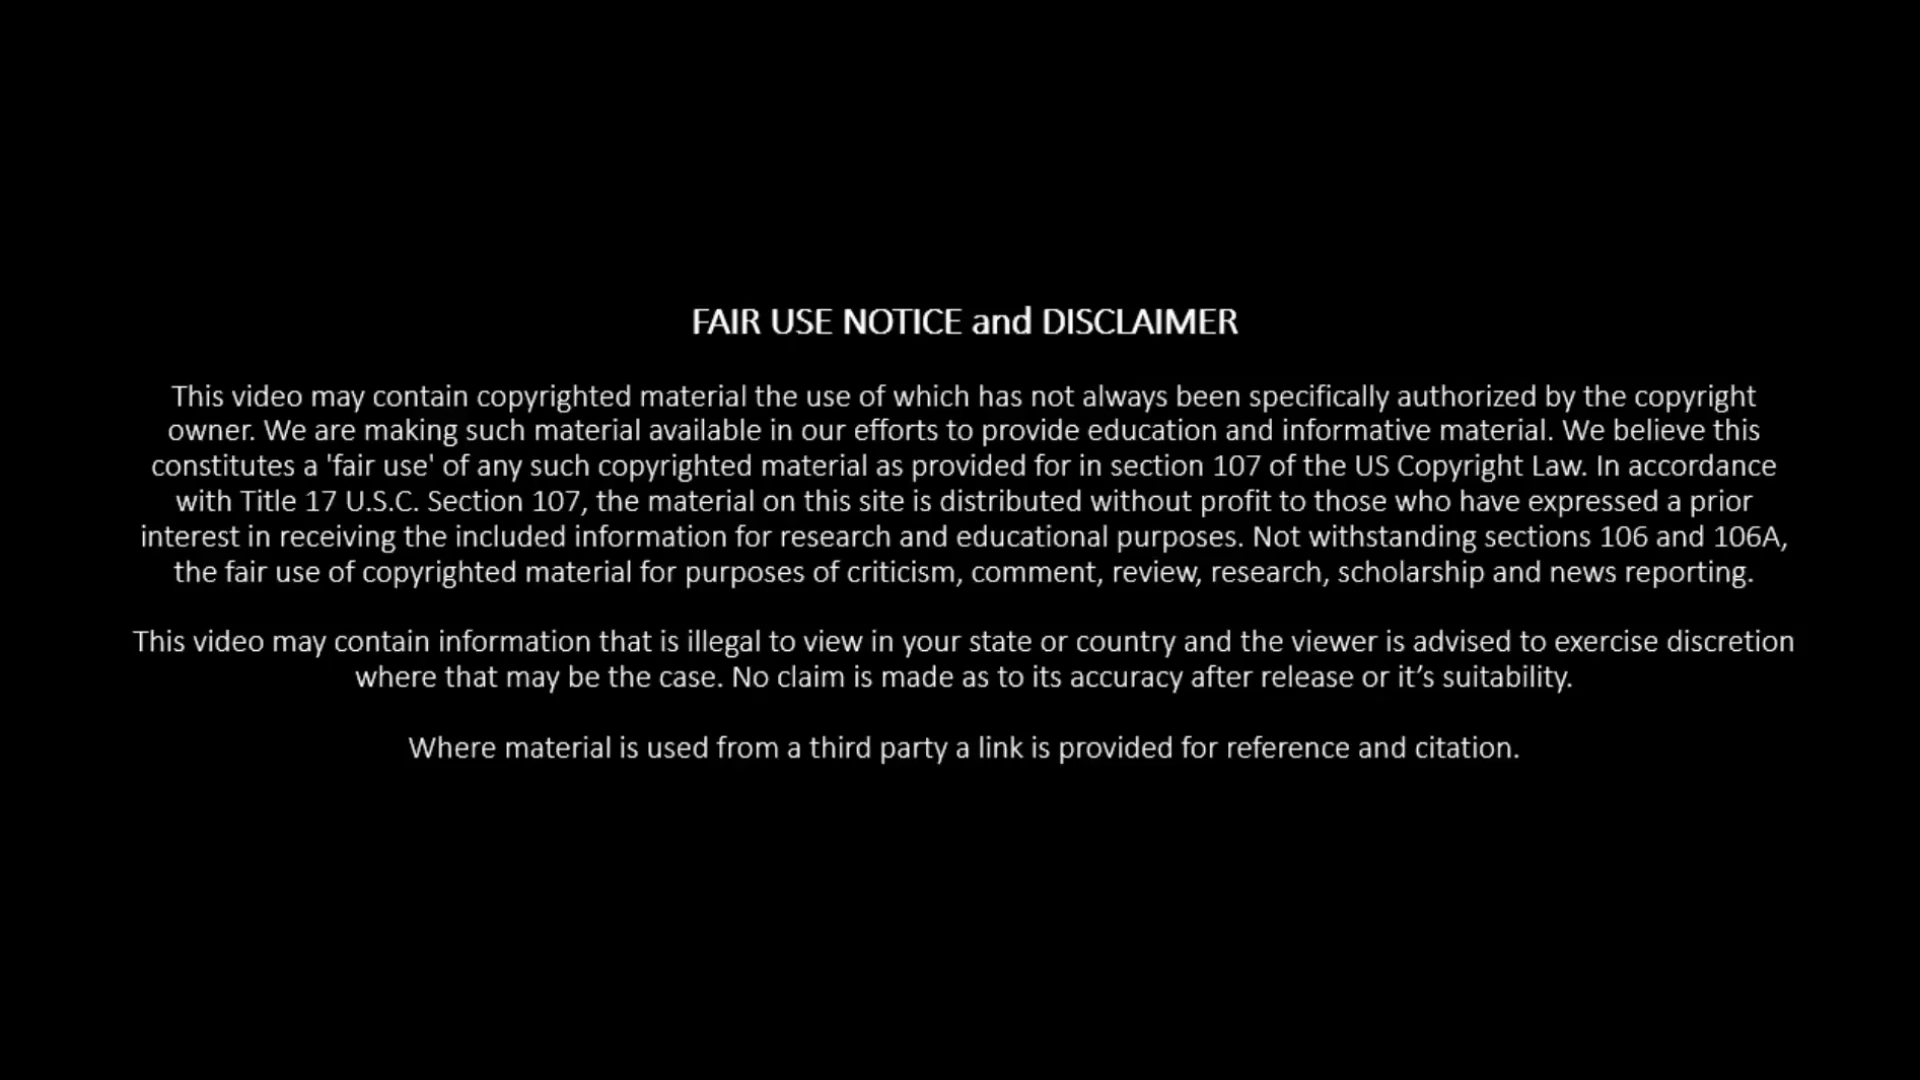 FAIR USE NOTICE and DISCLAIMER
This video may contain copyrighted material the use of which has not always been specifically authorized by the copyright
owner. We are making such material available in our efforts to provide education and informative material. We believe this
constitutes a 'fair use' of any such copyrighted material as provided for in section 107 of the US Copyright Law. In accordance
with Title 17 U.S.C. Section 107, the material on this site is distributed without profit to those who have expressed a prior
interest in receiving the included information for research and educational purposes. Not withstanding sections 106 and 106A,
the fair use of copyrighted material for purposes of criticism, comment, review, research, scholarship and news reporting.
This video may contain information that is illegal to view in your state or country and the viewer is advised to exercise discretion
where that may be the case. No claim is made as to its accuracy after release or it’s suitability.
Where material is used from a third party a link is provided for reference and citation.